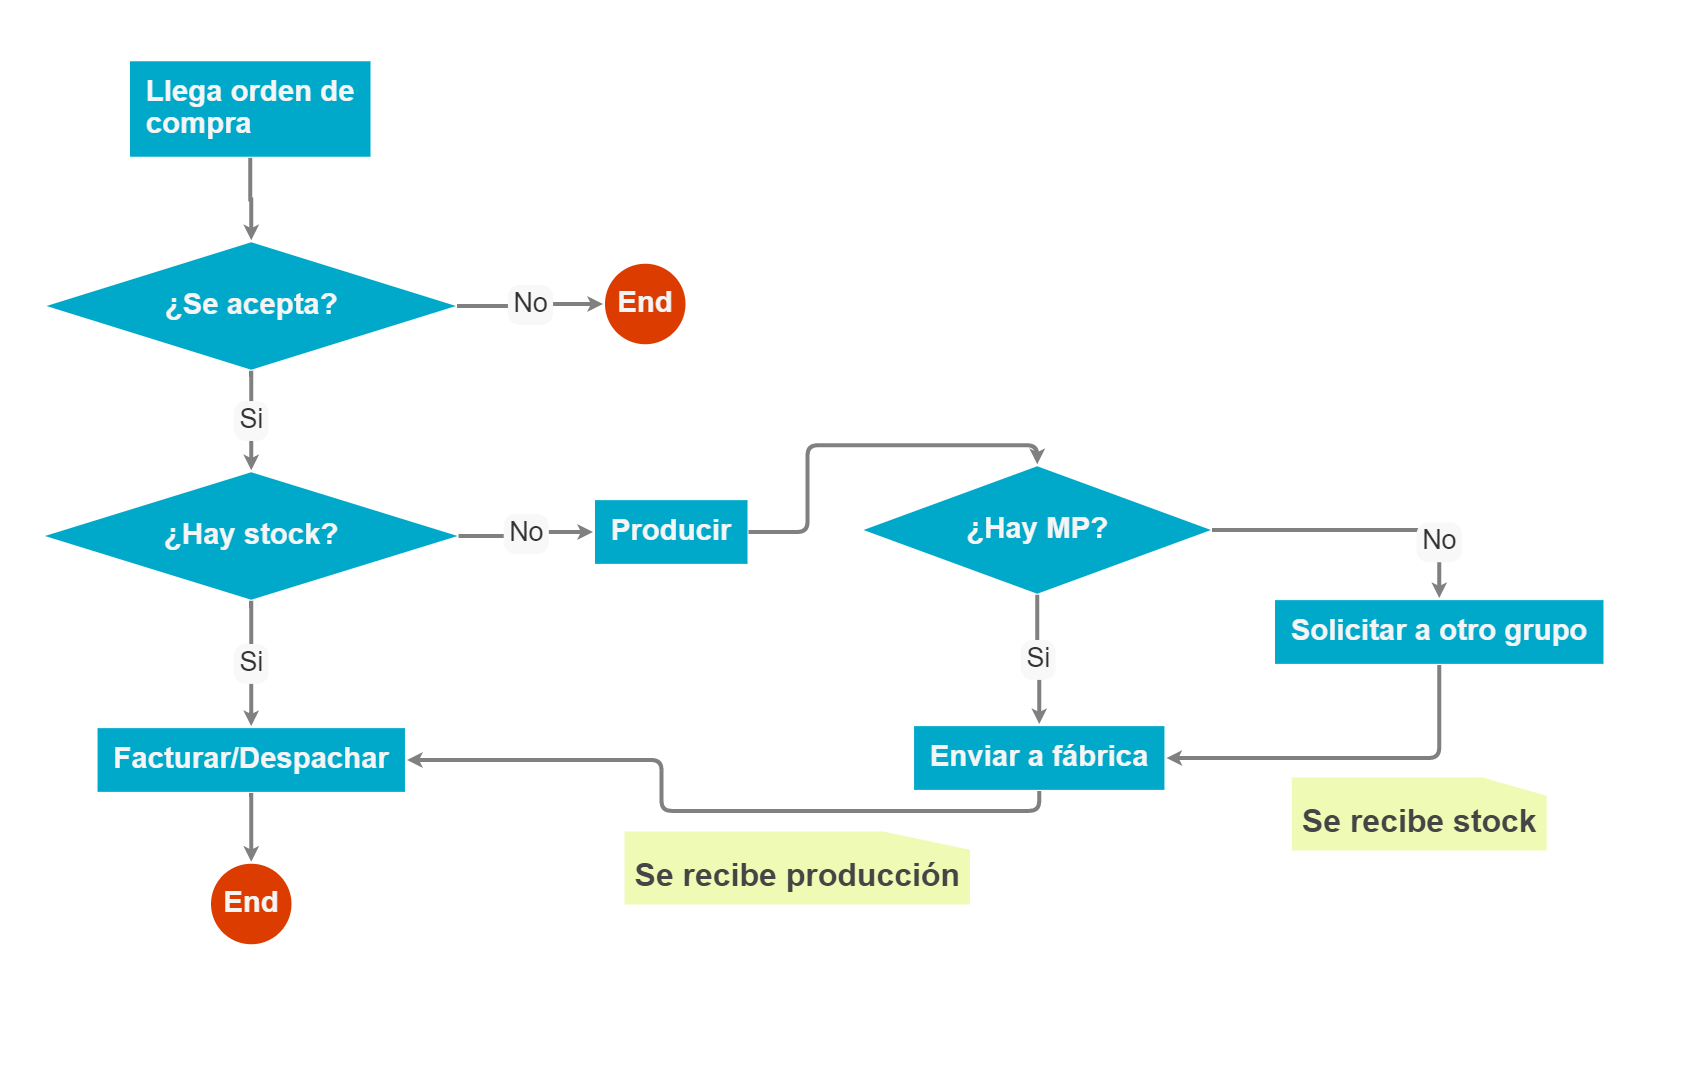 Llega orden de
compra
¿Se acepta?
No
End
Si
¿Hay stock?
No
Producir
¿Hay MP?
No
Solicitar a otro grupo
Si
Si
Facturar/Despachar
Enviar a fábrica
Se recibe stock
Se recibe producción
End